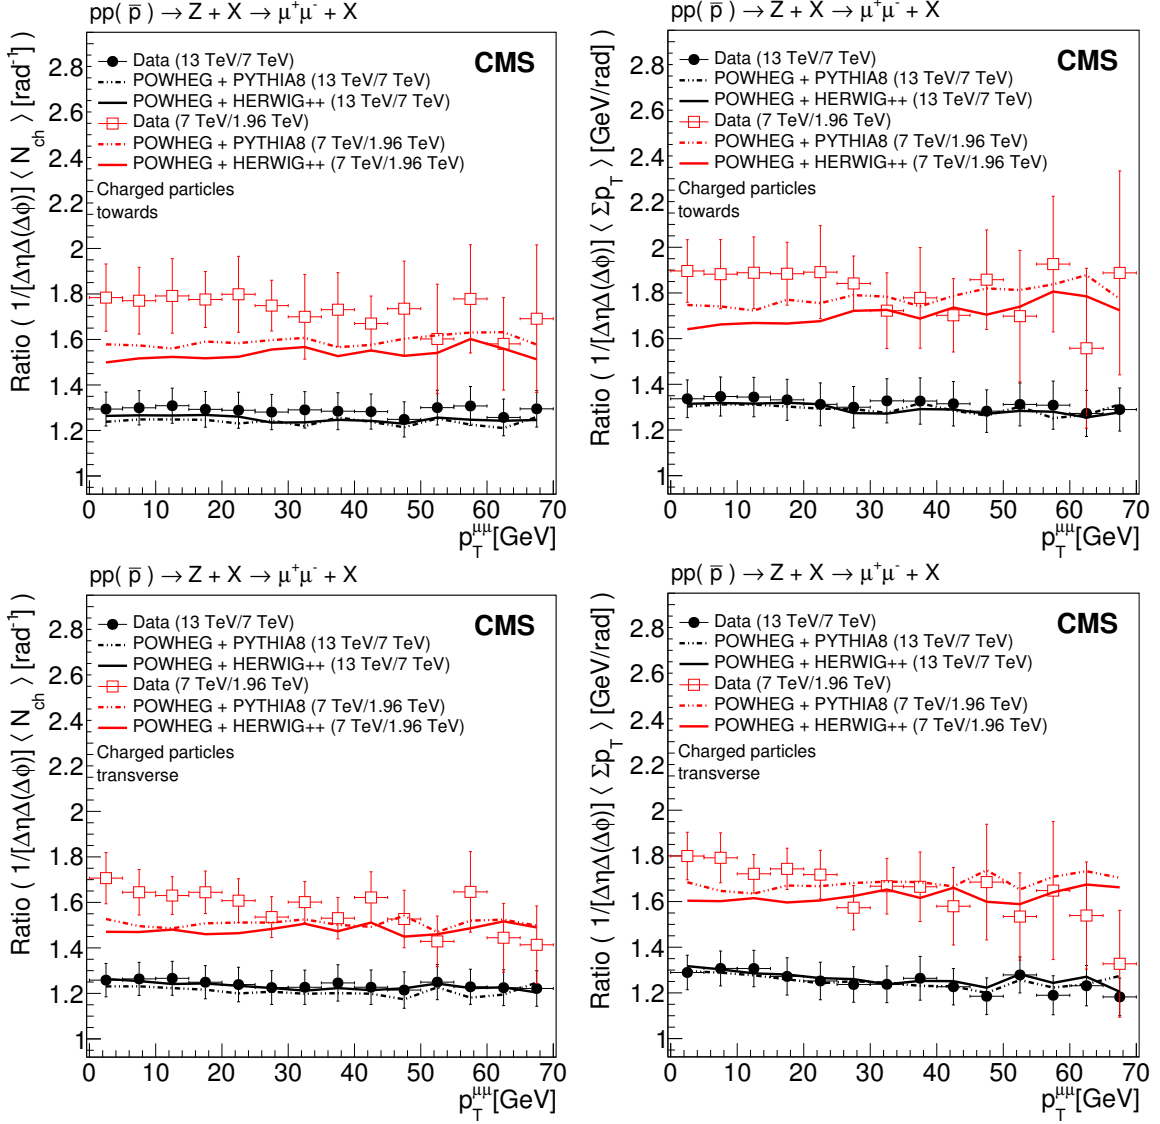 pp( p̅ ) → Z + X → μ⁺μ⁻ + X
Ratio ( 1/[ΔηΔ(Δϕ)] ⟨ N_ch ⟩ [rad⁻¹] )
2.8
2.6
2.4
2.2
2
1.8
1.6
1.4
1.2
1
CMS
Data (13 TeV/7 TeV)
POWHEG + PYTHIA8 (13 TeV/7 TeV)
POWHEG + HERWIG++ (13 TeV/7 TeV)
Data (7 TeV/1.96 TeV)
POWHEG + PYTHIA8 (7 TeV/1.96 TeV)
POWHEG + HERWIG++ (7 TeV/1.96 TeV)
Charged particles
towards
0 10 20 30 40 50 60 70
p_T^μμ[GeV]
pp( p̅ ) → Z + X → μ⁺μ⁻ + X
Ratio ( 1/[ΔηΔ(Δϕ)] ⟨ Σp_T ⟩ [GeV/rad] )
2.8
2.6
2.4
2.2
2
1.8
1.6
1.4
1.2
1
CMS
Data (13 TeV/7 TeV)
POWHEG + PYTHIA8 (13 TeV/7 TeV)
POWHEG + HERWIG++ (13 TeV/7 TeV)
Data (7 TeV/1.96 TeV)
POWHEG + PYTHIA8 (7 TeV/1.96 TeV)
POWHEG + HERWIG++ (7 TeV/1.96 TeV)
Charged particles
towards
0 10 20 30 40 50 60 70
p_T^μμ[GeV]
pp( p̅ ) → Z + X → μ⁺μ⁻ + X
Ratio ( 1/[ΔηΔ(Δϕ)] ⟨ N_ch ⟩ [rad⁻¹] )
2.8
2.6
2.4
2.2
2
1.8
1.6
1.4
1.2
1
CMS
Data (13 TeV/7 TeV)
POWHEG + PYTHIA8 (13 TeV/7 TeV)
POWHEG + HERWIG++ (13 TeV/7 TeV)
Data (7 TeV/1.96 TeV)
POWHEG + PYTHIA8 (7 TeV/1.96 TeV)
POWHEG + HERWIG++ (7 TeV/1.96 TeV)
Charged particles
transverse
0 10 20 30 40 50 60 70
p_T^μμ[GeV]
pp( p̅ ) → Z + X → μ⁺μ⁻ + X
Ratio ( 1/[ΔηΔ(Δϕ)] ⟨ Σp_T ⟩ [GeV/rad] )
2.8
2.6
2.4
2.2
2
1.8
1.6
1.4
1.2
1
CMS
Data (13 TeV/7 TeV)
POWHEG + PYTHIA8 (13 TeV/7 TeV)
POWHEG + HERWIG++ (13 TeV/7 TeV)
Data (7 TeV/1.96 TeV)
POWHEG + PYTHIA8 (7 TeV/1.96 TeV)
POWHEG + HERWIG++ (7 TeV/1.96 TeV)
Charged particles
transverse
0 10 20 30 40 50 60 70
p_T^μμ[GeV]